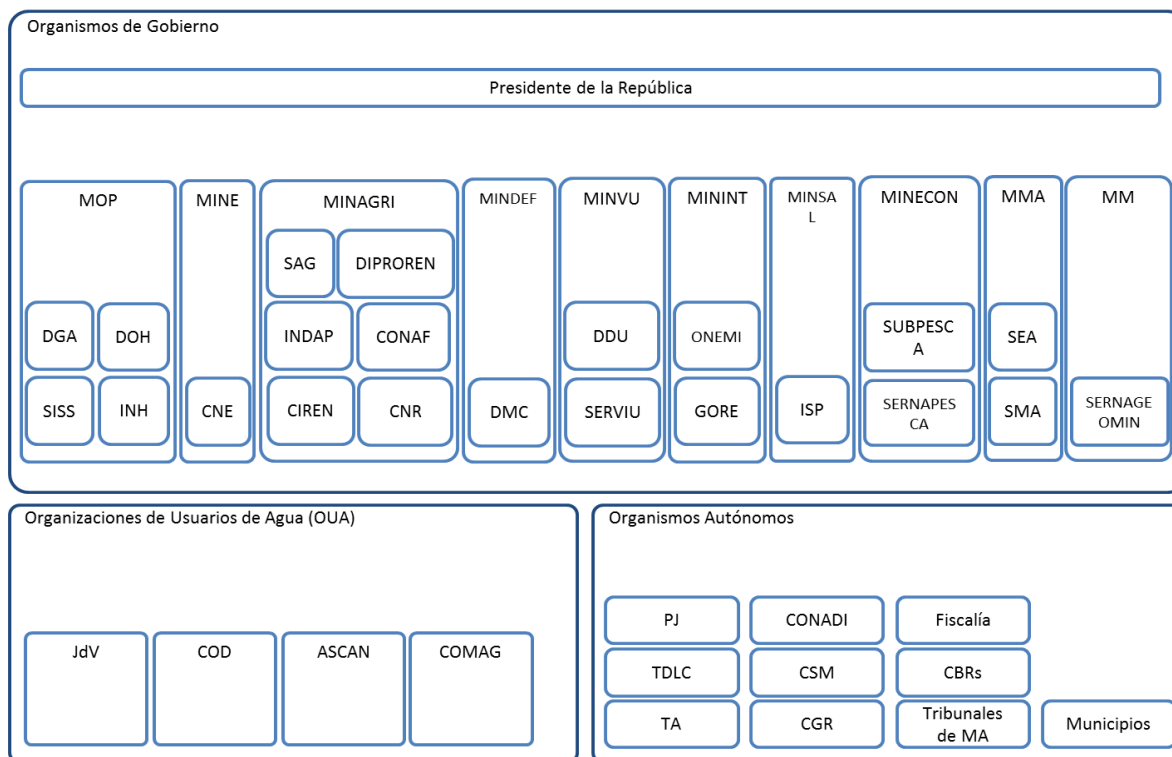 Organismos de Gobierno
Presidente de la República
MOP
MINE
MINAGRI
MINDEF
MINVU
MININT
MINSA
L
MINECON
MMA
MM
SAG
DIPROREN
DGA
DOH
INDAP
CONAF
DDU
ONEMI
SUBPESC
A
SEA
SISS
INH
CNE
CIREN
CNR
DMC
SERVIU
GORE
ISP
SERNAPES
CA
SMA
SERNAGE
OMIN
Organizaciones de Usuarios de Agua (OUA)
JdV
COD
ASCAN
COMAG
Organismos Autónomos
PJ
CONADI
Fiscalía
TDLC
CSM
CBRs
TA
CGR
Tribunales
de MA
Municipios